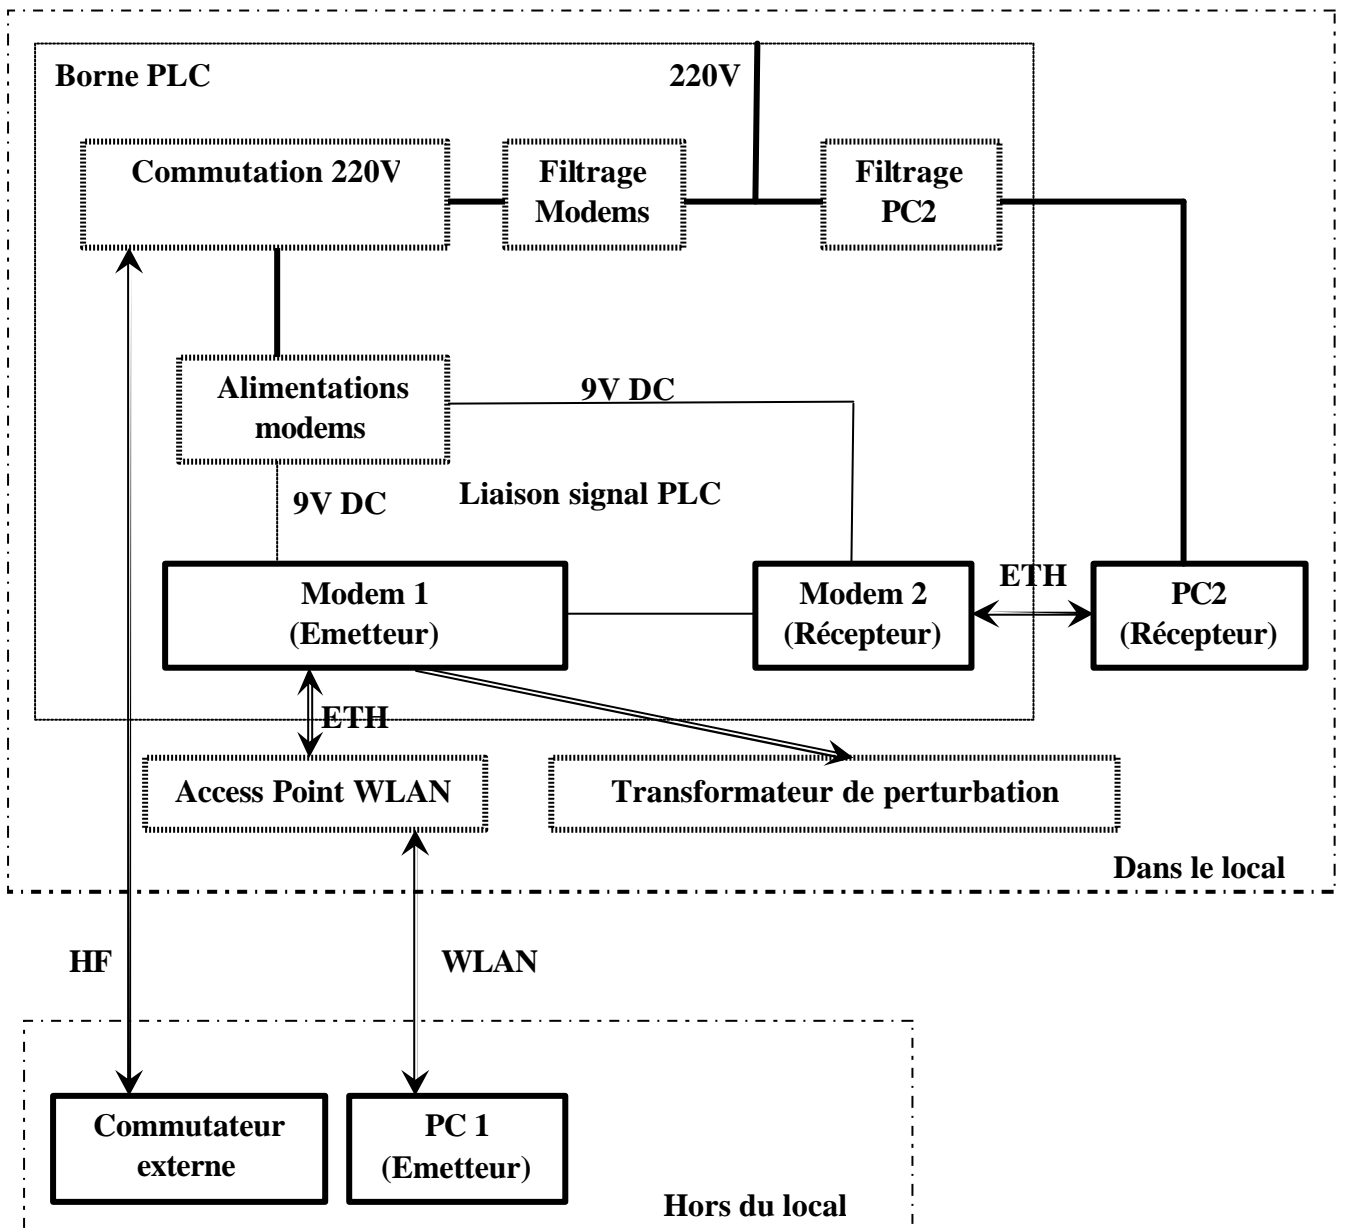 Borne PLC
220V
Commutation 220V
Filtrage
Modems
Filtrage
PC2
Alimentations
modems
9V DC
9V DC
Liaison signal PLC
Modem 1
(Emetteur)
Modem 2
(Récepteur)
ETH
PC2
(Récepteur)
ETH
Access Point WLAN
Transformateur de perturbation
Dans le local
HF
WLAN
Commutateur
externe
PC 1
(Emetteur)
Hors du local